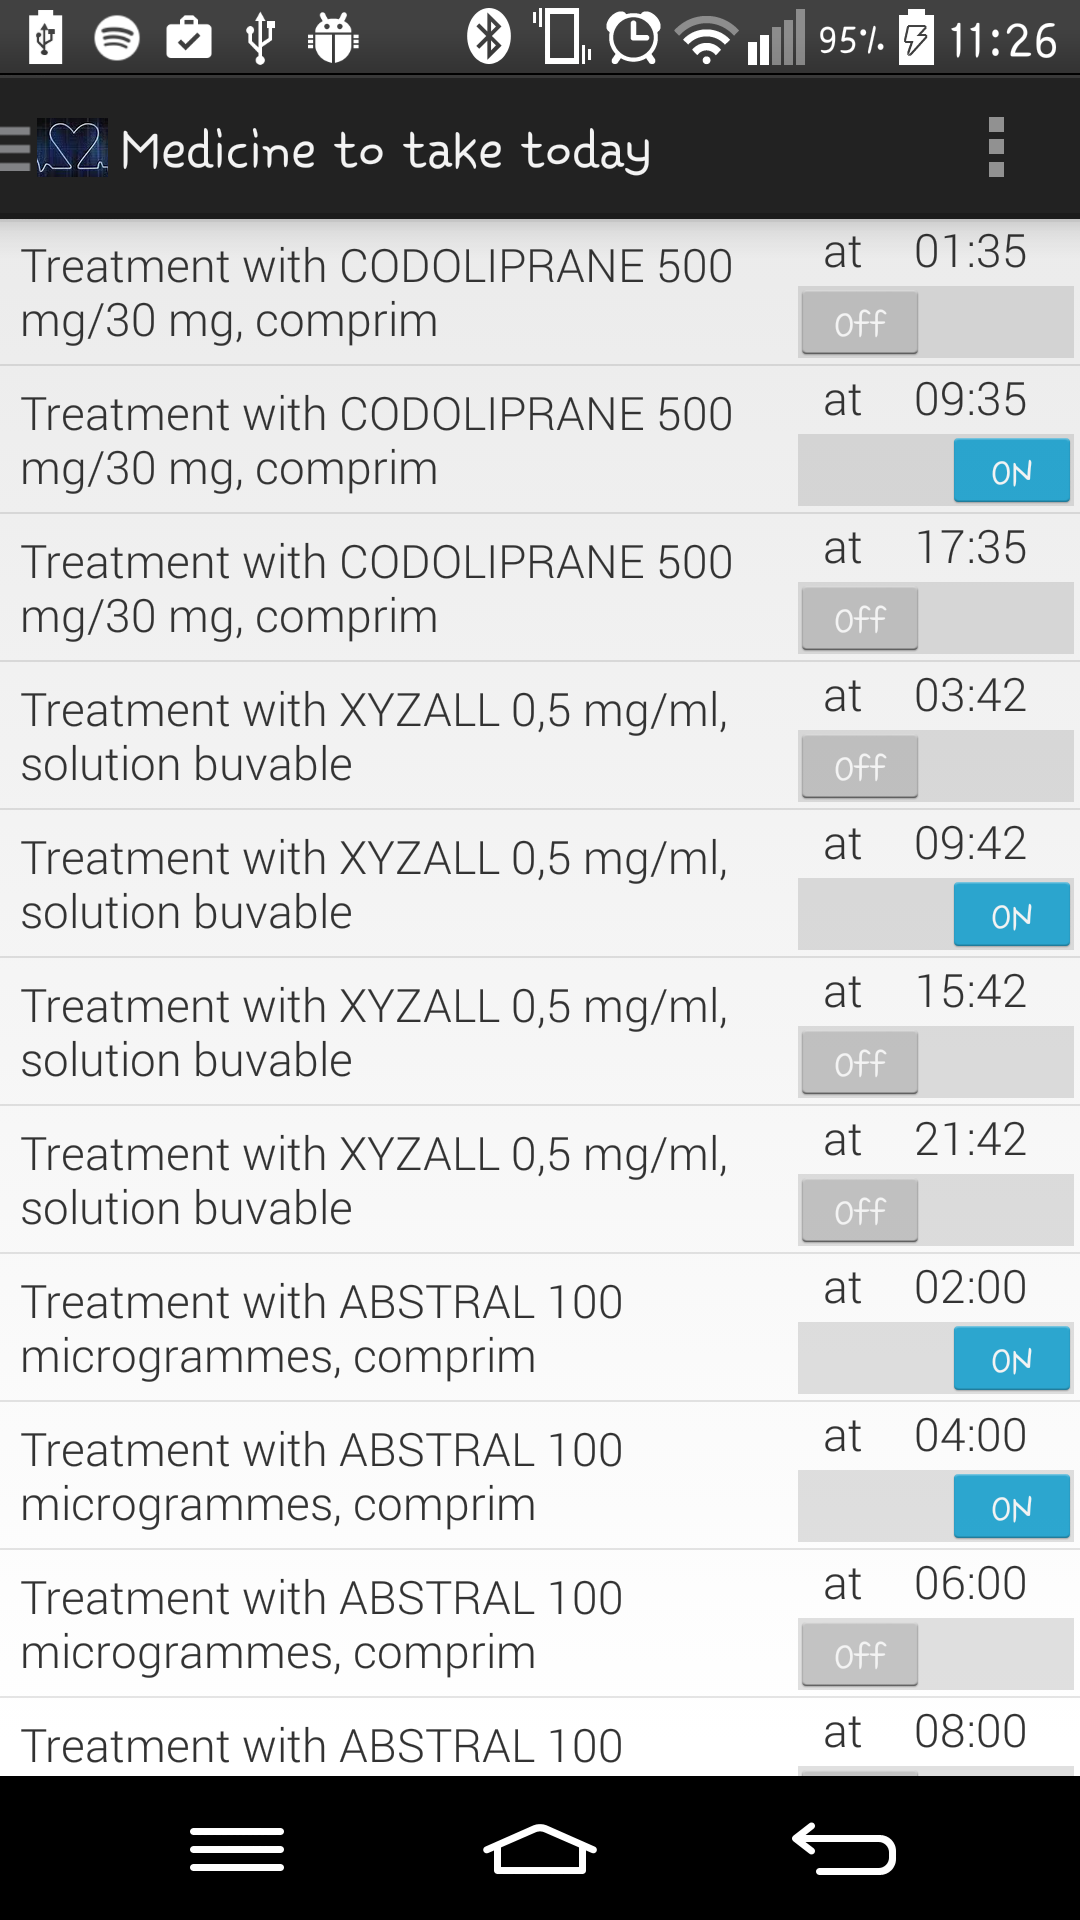 95% 11:26
Medicine to take today
Treatment with CODOLIPRANE 500 mg/30 mg, comprim
at 01:35
Off
Treatment with CODOLIPRANE 500 mg/30 mg, comprim
at 09:35
ON
Treatment with CODOLIPRANE 500 mg/30 mg, comprim
at 17:35
Off
Treatment with XYZALL 0,5 mg/ml, solution buvable
at 03:42
Off
Treatment with XYZALL 0,5 mg/ml, solution buvable
at 09:42
ON
Treatment with XYZALL 0,5 mg/ml, solution buvable
at 15:42
Off
Treatment with XYZALL 0,5 mg/ml, solution buvable
at 21:42
Off
Treatment with ABSTRAL 100 microgrammes, comprim
at 02:00
ON
Treatment with ABSTRAL 100 microgrammes, comprim
at 04:00
ON
Treatment with ABSTRAL 100 microgrammes, comprim
at 06:00
Off
Treatment with ABSTRAL 100
at 08:00